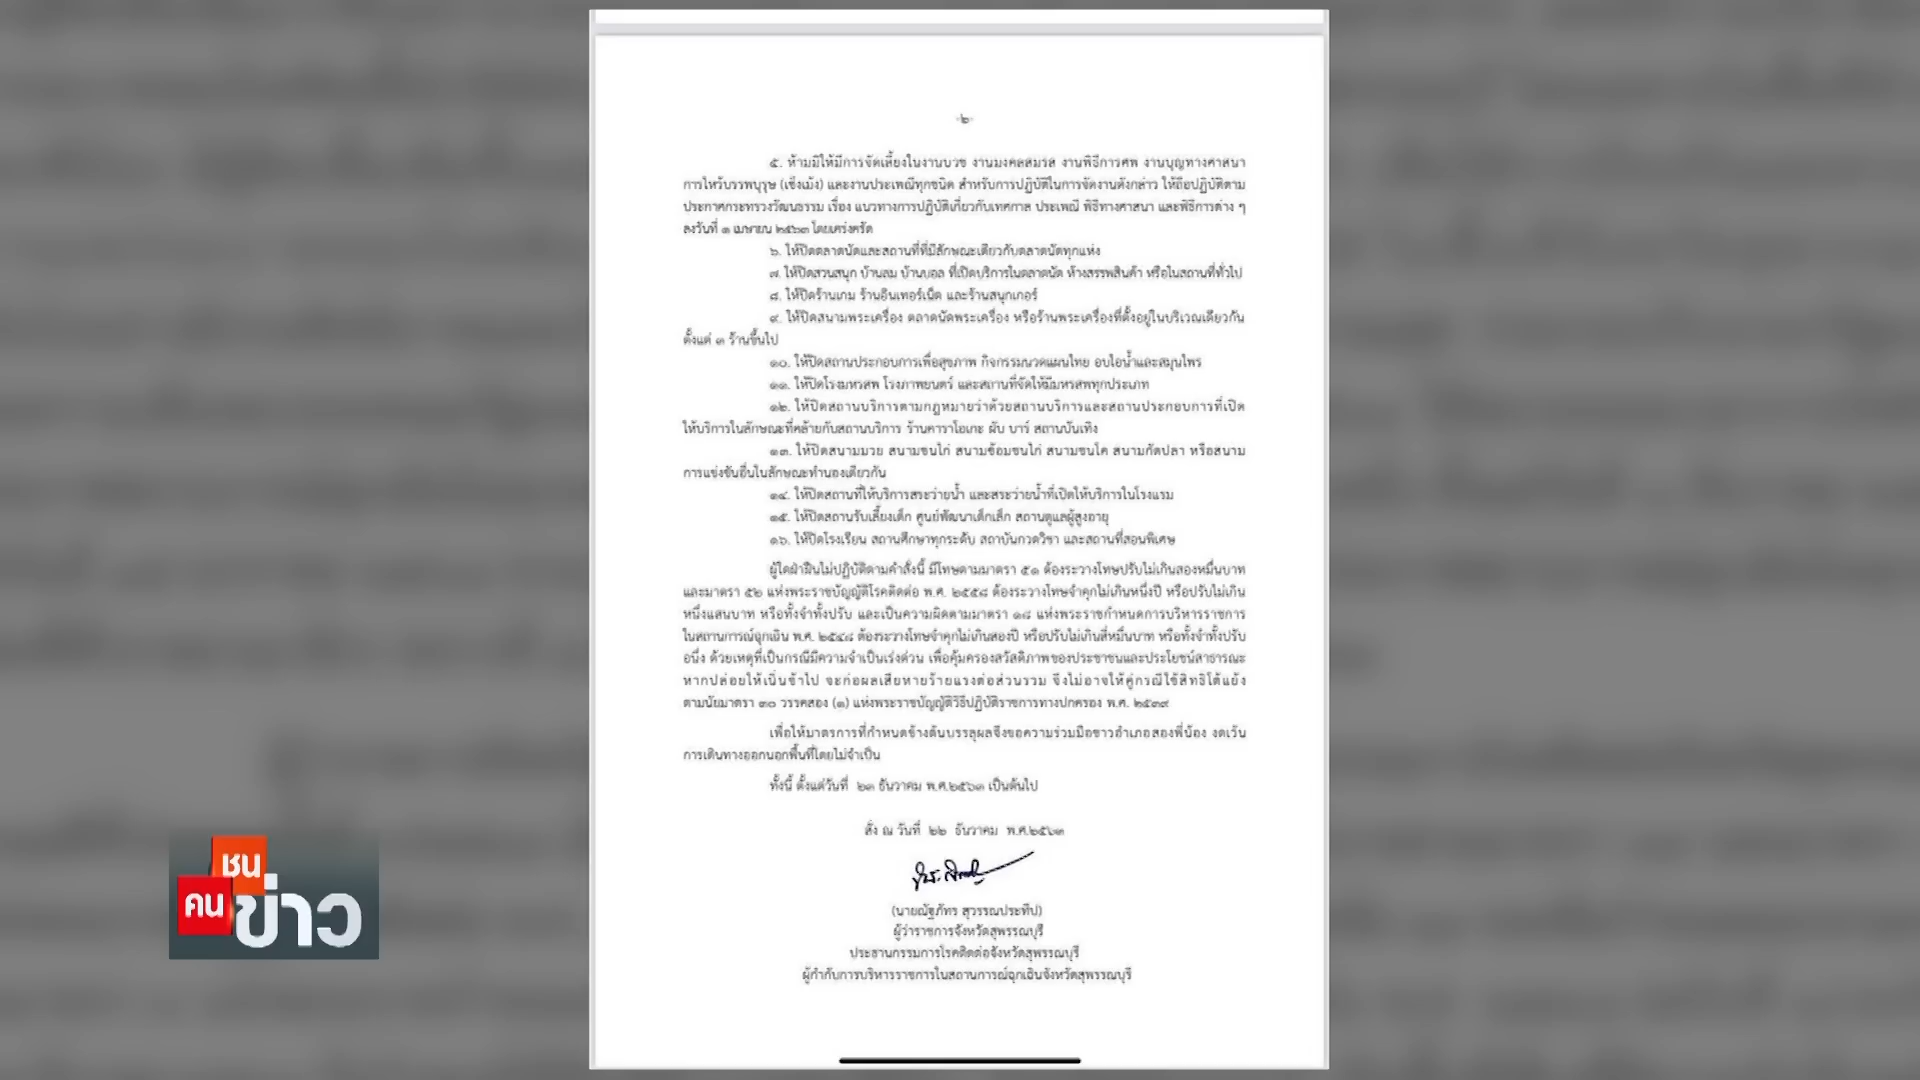 -๒-
๕. ห้ามมิให้มีการจัดเลี้ยงในงานบวช งานมงคลสมรส งานพิธีการศพ งานบุญทางศาสนา
การไหว้บรรพบุรุษ (เช็งเม้ง) และงานประเพณีทุกชนิด สำหรับการปฏิบัติในการจัดงานดังกล่าว ให้ถือปฏิบัติตาม
ประกาศกระทรวงวัฒนธรรม เรื่อง แนวทางการปฏิบัติเกี่ยวกับเทศกาล ประเพณี พิธีทางศาสนา และพิธีการต่าง ๆ
ลงวันที่ ๑ เมษายน ๒๕๖๓ โดยเคร่งครัด
๖. ให้ปิดตลาดนัดและสถานที่ที่มีลักษณะเดียวกับตลาดนัดทุกแห่ง
๗. ให้ปิดสวนสนุก บ้านลม บ้านบอล ที่เปิดบริการในตลาดนัด ห้างสรรพสินค้า หรือในสถานที่ทั่วไป
๘. ให้ปิดร้านเกม ร้านอินเทอร์เน็ต และร้านสนุกเกอร์
๙. ให้ปิดสนามพระเครื่อง ตลาดนัดพระเครื่อง หรือร้านพระเครื่องที่ตั้งอยู่ในบริเวณเดียวกัน
ตั้งแต่ ๓ ร้านขึ้นไป
๑๐. ให้ปิดสถานประกอบการเพื่อสุขภาพ กิจกรรมนวดแผนไทย อบไอน้ำและสมุนไพร
๑๑. ให้ปิดโรงมหรสพ โรงภาพยนตร์ และสถานที่จัดให้มีมหรสพทุกประเภท
๑๒. ให้ปิดสถานบริการตามกฎหมายว่าด้วยสถานบริการและสถานประกอบการที่เปิด
ให้บริการในลักษณะที่คล้ายกับสถานบริการ ร้านคาราโอเกะ ผับ บาร์ สถานบันเทิง
๑๓. ให้ปิดสนามมวย สนามชนไก่ สนามซ้อมชนไก่ สนามชนโค สนามกัดปลา หรือสนาม
การแข่งขันอื่นในลักษณะทำนองเดียวกัน
๑๔. ให้ปิดสถานที่ให้บริการสระว่ายน้ำ และสระว่ายน้ำที่เปิดให้บริการในโรงแรม
๑๕. ให้ปิดสถานรับเลี้ยงเด็ก ศูนย์พัฒนาเด็กเล็ก สถานดูแลผู้สูงอายุ
๑๖. ให้ปิดโรงเรียน สถานศึกษาทุกระดับ สถาบันกวดวิชา และสถานที่สอนพิเศษ
ผู้ใดฝ่าฝืนไม่ปฏิบัติตามคำสั่งนี้ มีโทษตามมาตรา ๕๑ ต้องระวางโทษปรับไม่เกินสองหมื่นบาท
และมาตรา ๕๒ แห่งพระราชบัญญัติโรคติดต่อ พ.ศ. ๒๕๕๘ ต้องระวางโทษจำคุกไม่เกินหนึ่งปี หรือปรับไม่เกิน
หนึ่งแสนบาท หรือทั้งจำทั้งปรับ และเป็นความผิดตามมาตรา ๑๘ แห่งพระราชกำหนดการบริหารราชการ
ในสถานการณ์ฉุกเฉิน พ.ศ. ๒๕๔๘ ต้องระวางโทษจำคุกไม่เกินสองปี หรือปรับไม่เกินสี่หมื่นบาท หรือทั้งจำทั้งปรับ
อนึ่ง ด้วยเหตุที่เป็นกรณีมีความจำเป็นเร่งด่วน เพื่อคุ้มครองสวัสดิภาพของประชาชนและประโยชน์สาธารณะ
หากปล่อยให้เนิ่นช้าไป จะก่อผลเสียหายร้ายแรงต่อส่วนรวม จึงไม่อาจให้คู่กรณีใช้สิทธิโต้แย้ง
ตามนัยมาตรา ๓๐ วรรคสอง (๑) แห่งพระราชบัญญัติวิธีปฏิบัติราชการทางปกครอง พ.ศ. ๒๕๓๙
เพื่อให้มาตรการที่กำหนดข้างต้นบรรลุผลจึงขอความร่วมมือชาวอำเภอสองพี่น้อง งดเว้น
การเดินทางออกนอกพื้นที่โดยไม่จำเป็น
ทั้งนี้ ตั้งแต่วันที่ ๒๓ ธันวาคม พ.ศ.๒๕๖๓ เป็นต้นไป
สั่ง ณ วันที่ ๒๒ ธันวาคม พ.ศ.๒๕๖๓
(นายณัฐภัทร สุวรรณประทีป)
ผู้ว่าราชการจังหวัดสุพรรณบุรี
ประธานกรรมการโรคติดต่อจังหวัดสุพรรณบุรี
ผู้กำกับการบริหารราชการในสถานการณ์ฉุกเฉินจังหวัดสุพรรณบุรี
ชน
คน
ข่าว